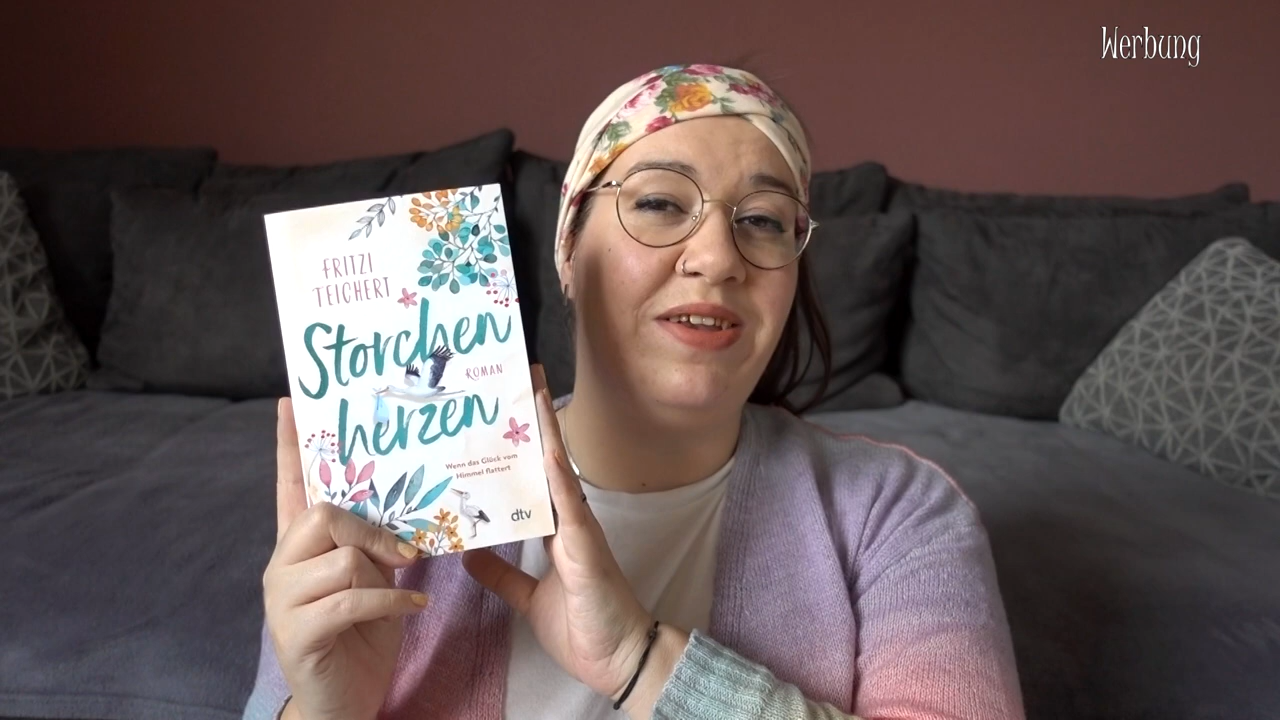 Werbung
FRITZI
TEICHERT
Storchen
herzen
ROMAN
Wenn das Glück vom
Himmel flattert
dtv